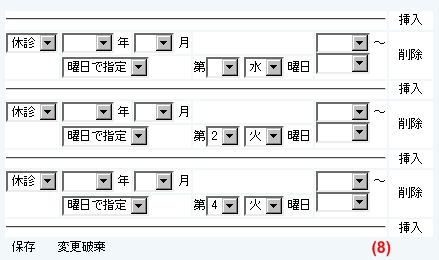 挿入
休診 年 月 ～ 削除
曜日で指定 第 水 曜日
挿入
休診 年 月 ～ 削除
曜日で指定 第 2 火 曜日
挿入
休診 年 月 ～ 削除
曜日で指定 第 4 火 曜日
挿入
保存 変更破棄 (8)